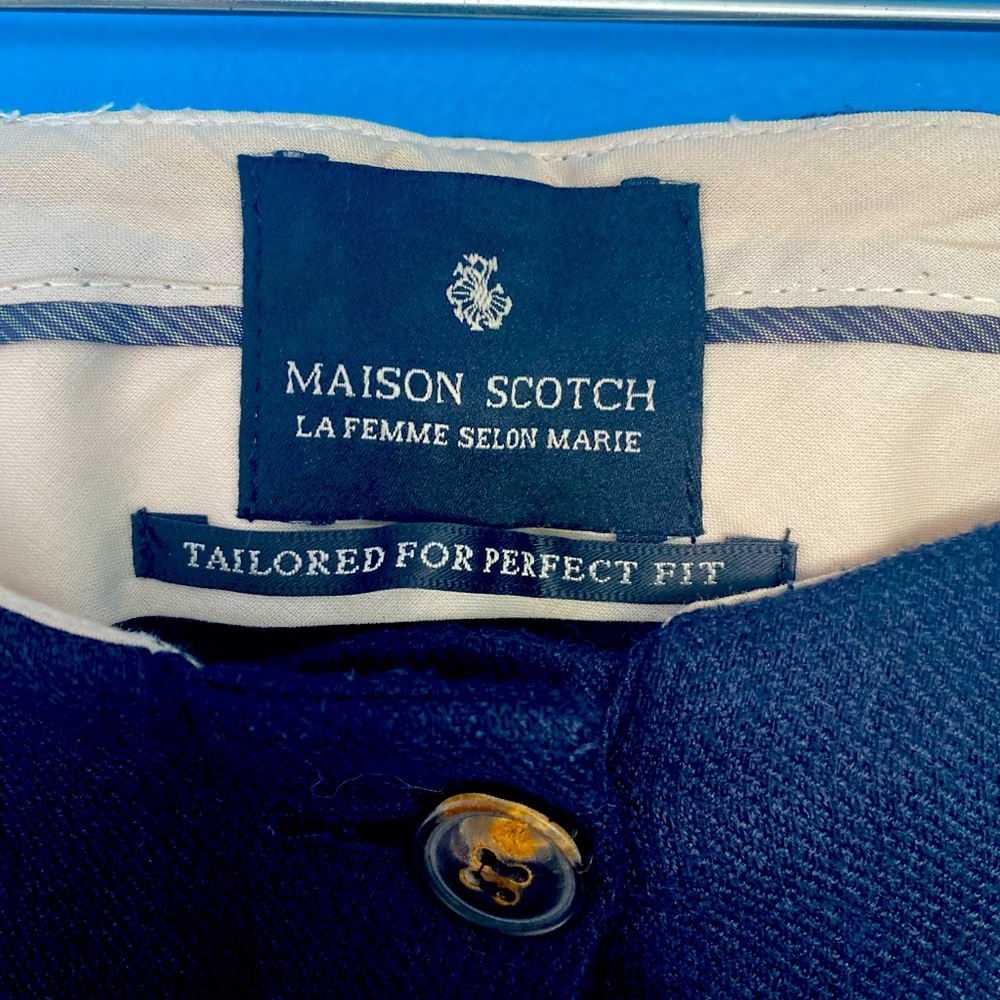 MAISON SCOTCH
LA FEMME SELON MARIE
TAILORED FOR PERFECT FIT